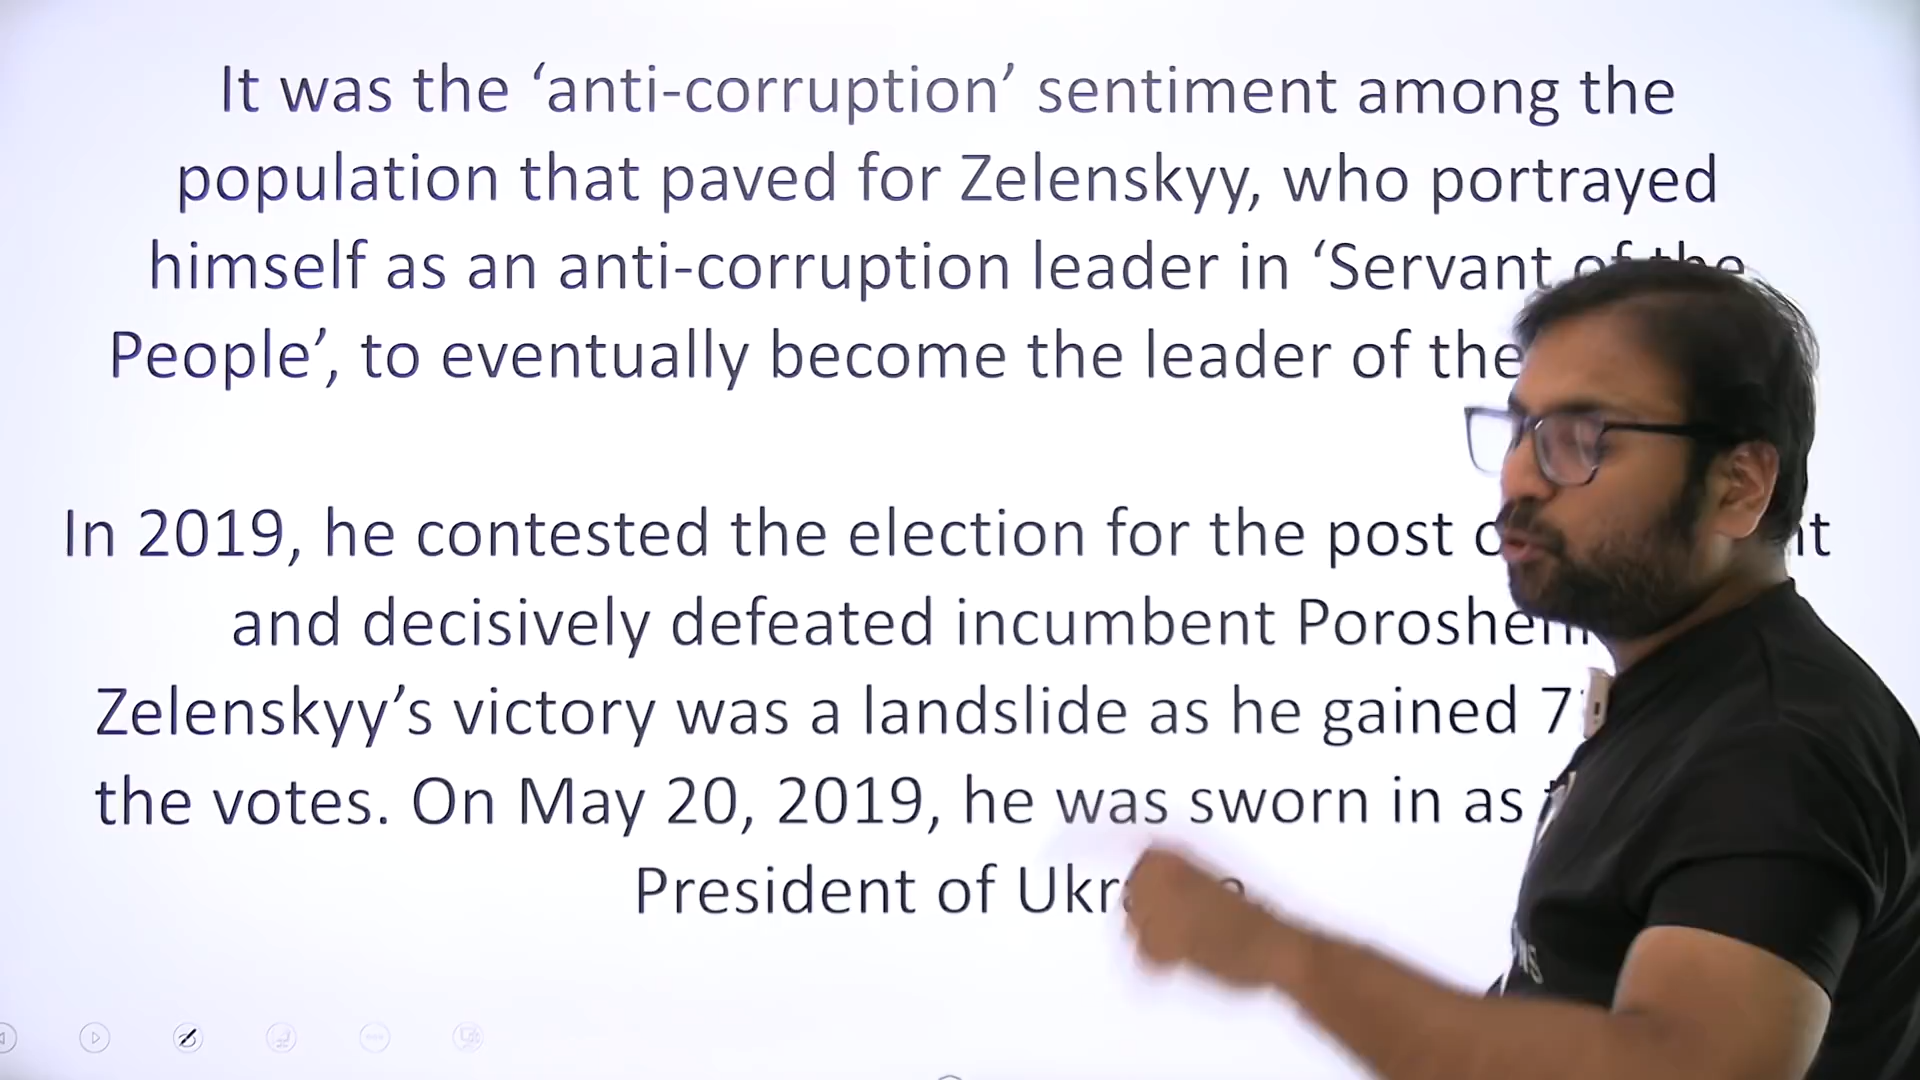 It was the ‘anti-corruption’ sentiment among the
population that paved for Zelenskyy, who portrayed
himself as an anti-corruption leader in ‘Servant of the
People’, to eventually become the leader of the
In 2019, he contested the election for the post
and decisively defeated incumbent
Zelenskyy’s victory was a landslide as he gained
the votes. On May 20, 2019, he was sworn in as
President of